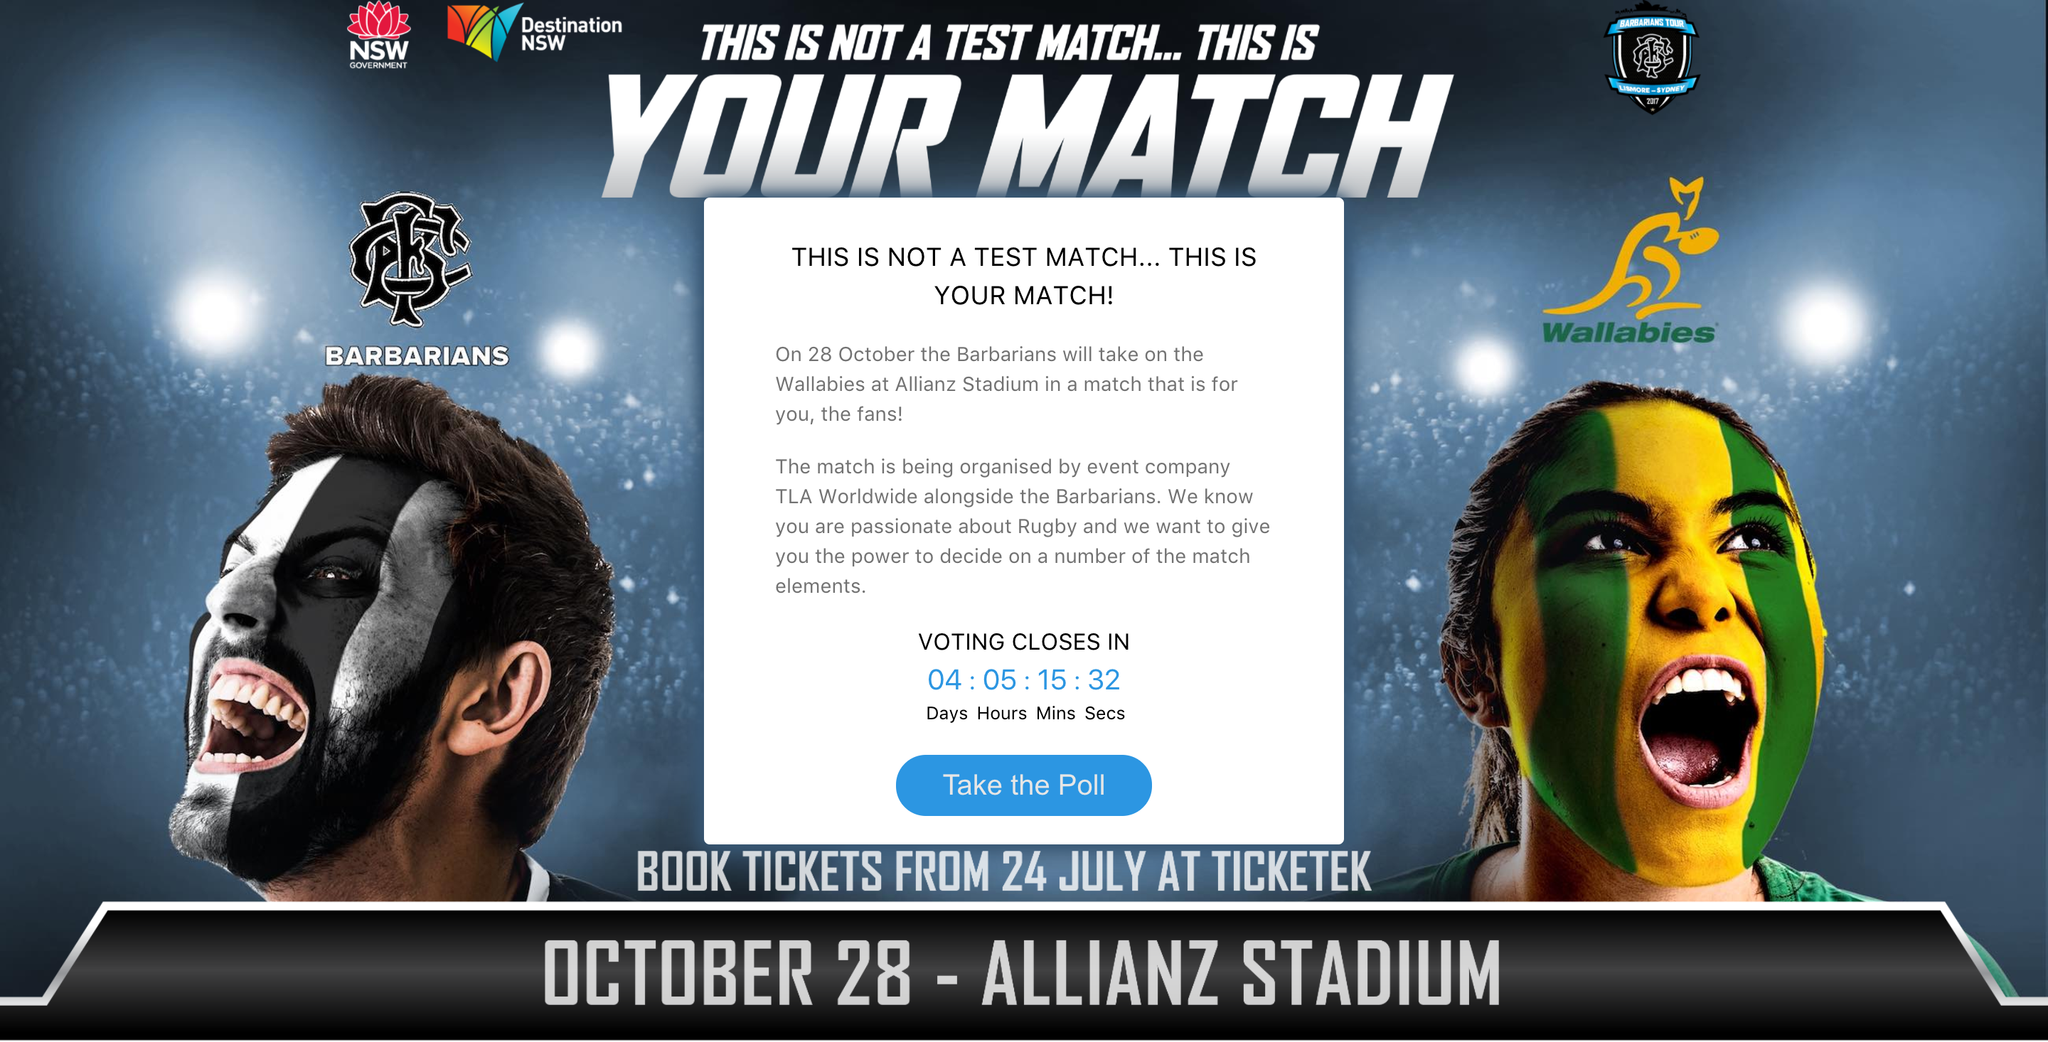 NSW
GOVERNMENT
Destination
NSW
THIS IS NOT A TEST MATCH... THIS IS
YOUR MATCH
BARBARIANS TOUR
LISMORE - SYDNEY
2017
BARBARIANS
Wallabies
THIS IS NOT A TEST MATCH... THIS IS
YOUR MATCH!
On 28 October the Barbarians will take on the
Wallabies at Allianz Stadium in a match that is for
you, the fans!
The match is being organised by event company
TLA Worldwide alongside the Barbarians. We know
you are passionate about Rugby and we want to give
you the power to decide on a number of the match
elements.
VOTING CLOSES IN
04 : 05 : 15 : 32
Days Hours Mins Secs
Take the Poll
BOOK TICKETS FROM 24 JULY AT TICKETEK
OCTOBER 28 - ALLIANZ STADIUM